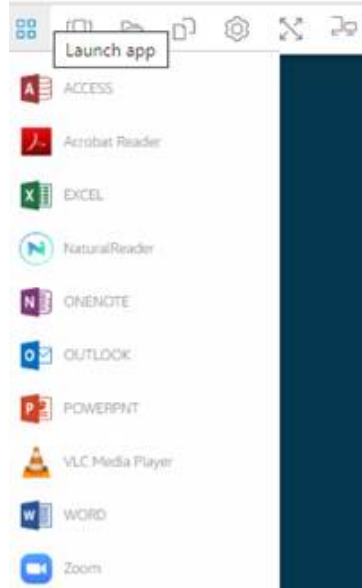 Launch app
ACCESS
Acrobat Reader
EXCEL
NaturalReader
ONENOTE
OUTLOOK
POWERPNT
VLC Media Player
WORD
Zoom